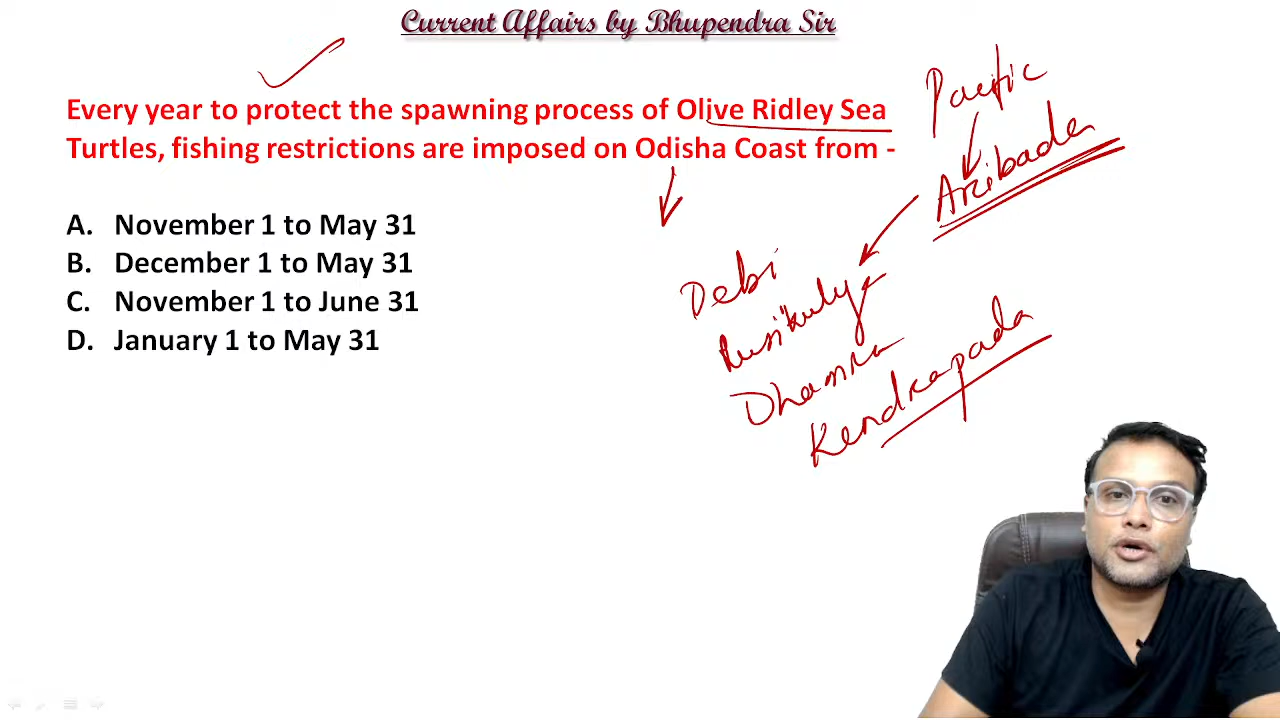 Current Affairs by Bhupendra Sir
Every year to protect the spawning process of Olive Ridley Sea
Turtles, fishing restrictions are imposed on Odisha Coast from -
A. November 1 to May 31
B. December 1 to May 31
C. November 1 to June 31
D. January 1 to May 31
Pacific
Aribada
Debi
Rusikulya
Dhamra
Kendrapada